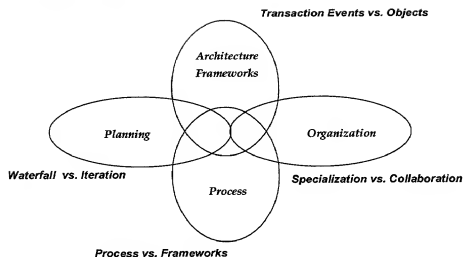 Transaction Events vs. Objects
Architecture
Frameworks
Planning
Organization
Waterfall vs. Iteration
Specialization vs. Collaboration
Process
Process vs. Frameworks